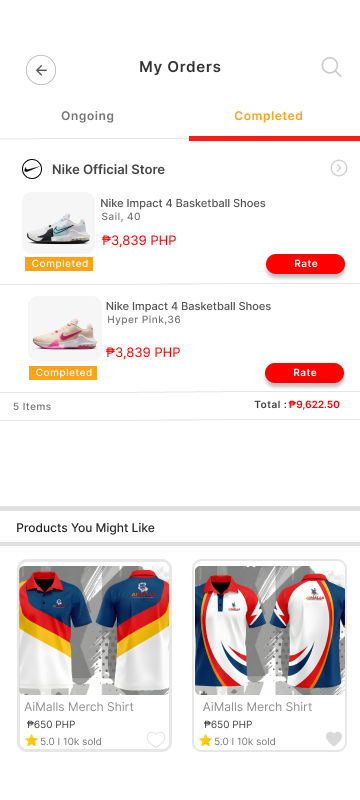 My Orders
Ongoing
Completed
Nike Official Store
Nike Impact 4 Basketball Shoes
Sail, 40
₱3,839 PHP
Completed
Rate
Nike Impact 4 Basketball Shoes
Hyper Pink,36
₱3,839 PHP
Completed
Rate
5 Items
Total : ₱9,622.50
Products You Might Like
AiMalls Merch Shirt
₱650 PHP
5.0 I 10k sold
AiMalls Merch Shirt
₱650 PHP
5.0 I 10k sold